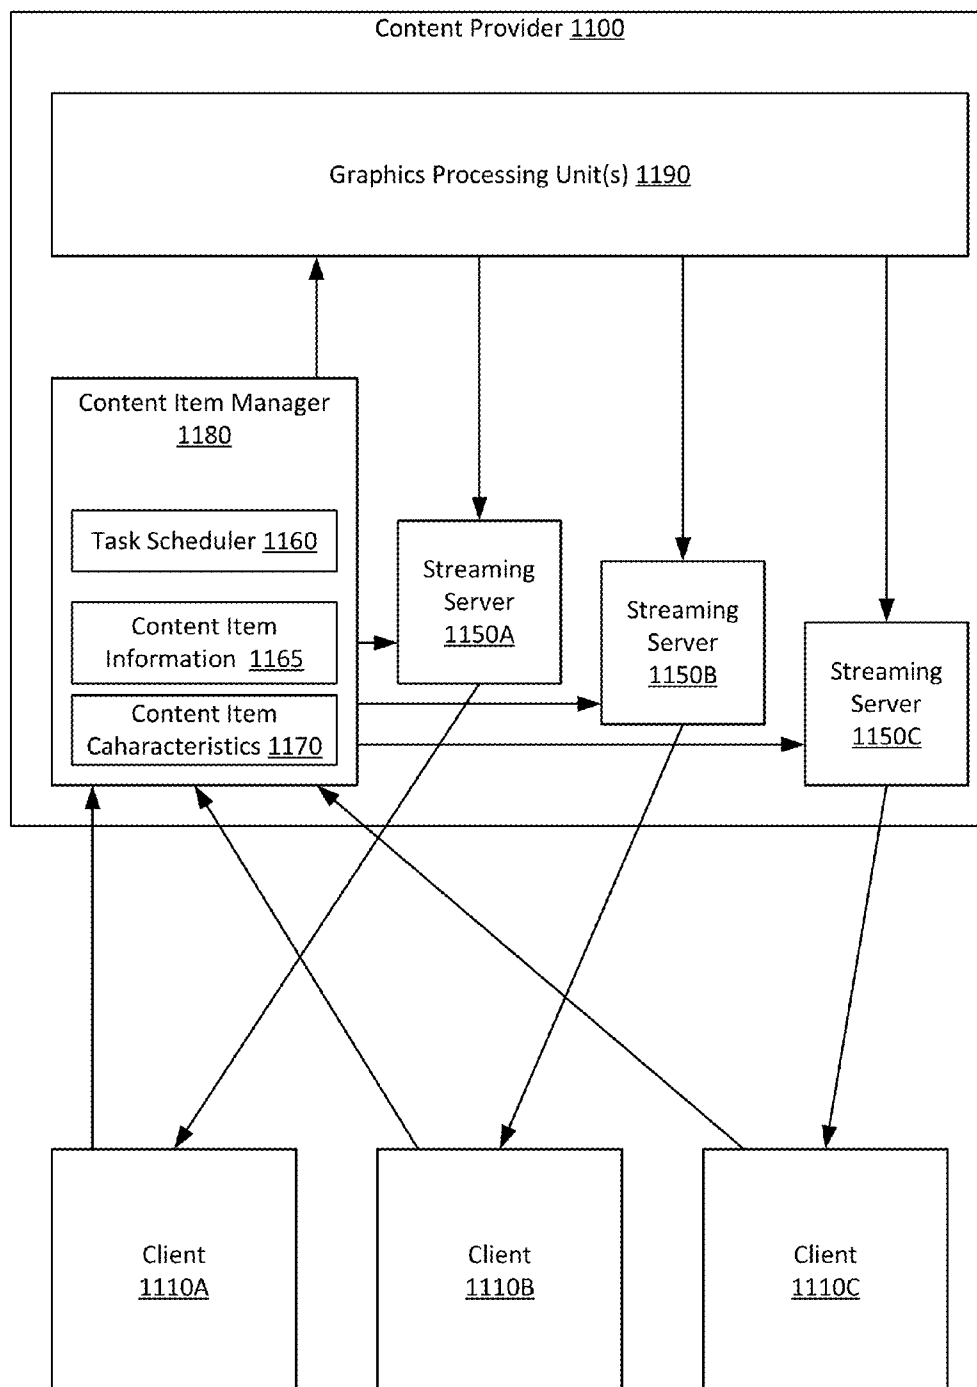 Content Provider 1100
Graphics Processing Unit(s) 1190
Content Item Manager
1180
Task Scheduler 1160
Content Item
Information 1165
Content Item
Caharacteristics 1170
Streaming
Server
1150A
Streaming
Server
1150B
Streaming
Server
1150C
Client
1110A
Client
1110B
Client
1110C